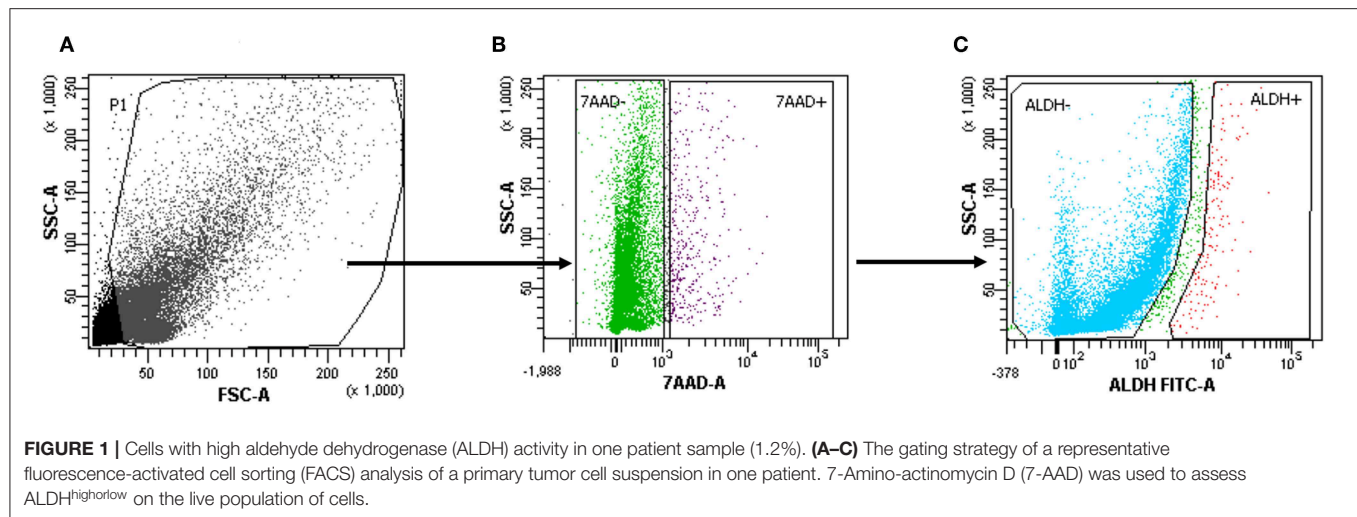 A
B
C
P1
SSC-A
(x 1,000)
50 100 150 200 250
50 100 150 200 250
FSC-A
(x 1,000)
7AAD-
7AAD+
SSC-A
(x 1,000)
50 100 150 200 250
-1,988
0 10³ 10⁴ 10⁵
7AAD-A
ALDH-
ALDH+
SSC-A
(x 1,000)
50 100 150 200 250
-378
0 10² 10³ 10⁴ 10⁵
ALDH FITC-A
FIGURE 1 | Cells with high aldehyde dehydrogenase (ALDH) activity in one patient sample (1.2%). (A–C) The gating strategy of a representative
fluorescence-activated cell sorting (FACS) analysis of a primary tumor cell suspension in one patient. 7-Amino-actinomycin D (7-AAD) was used to assess
ALDHhighorlow on the live population of cells.